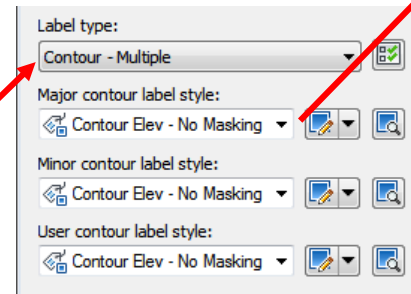 Label type:
Contour - Multiple
Major contour label style:
Contour Elev - No Masking
Minor contour label style:
Contour Elev - No Masking
User contour label style:
Contour Elev - No Masking